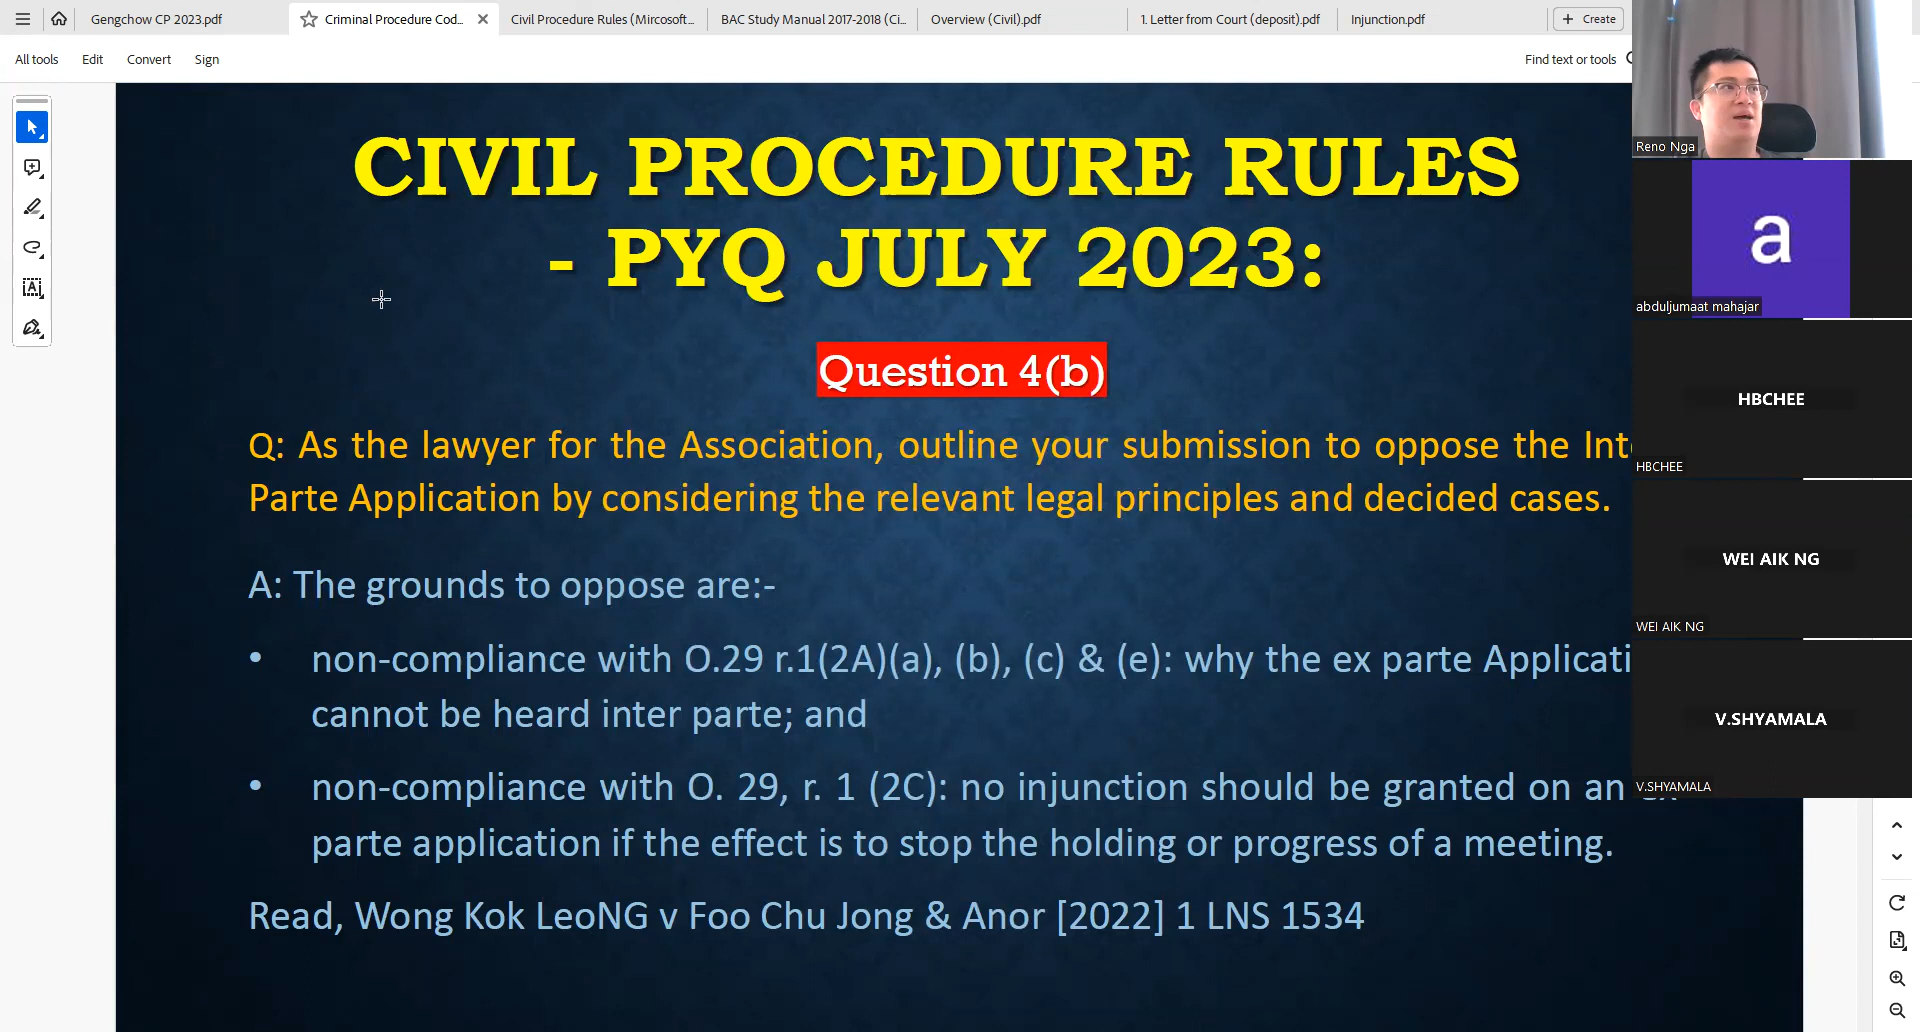 Gengchow CP 2023.pdf
Criminal Procedure Cod...
Civil Procedure Rules (Mircosoft...
BAC Study Manual 2017-2018 (Ci...
Overview (Civil).pdf
1. Letter from Court (deposit).pdf
Injunction.pdf
Create
All tools
Edit
Convert
Sign
Find text or tools
CIVIL PROCEDURE RULES
- PYQ JULY 2023:
Question 4(b)
Q: As the lawyer for the Association, outline your submission to oppose the Int
Parte Application by considering the relevant legal principles and decided cases.
A: The grounds to oppose are:-
• non-compliance with O.29 r.1(2A)(a), (b), (c) & (e): why the ex parte Applicati
cannot be heard inter parte; and
• non-compliance with O. 29, r. 1 (2C): no injunction should be granted on an ex
parte application if the effect is to stop the holding or progress of a meeting.
Read, Wong Kok LeoNG v Foo Chu Jong & Anor [2022] 1 LNS 1534
Reno Nga
a
abduljumaat mahajar
HBCHEE
HBCHEE
WEI AIK NG
WEI AIK NG
V.SHYAMALA
V.SHYAMALA